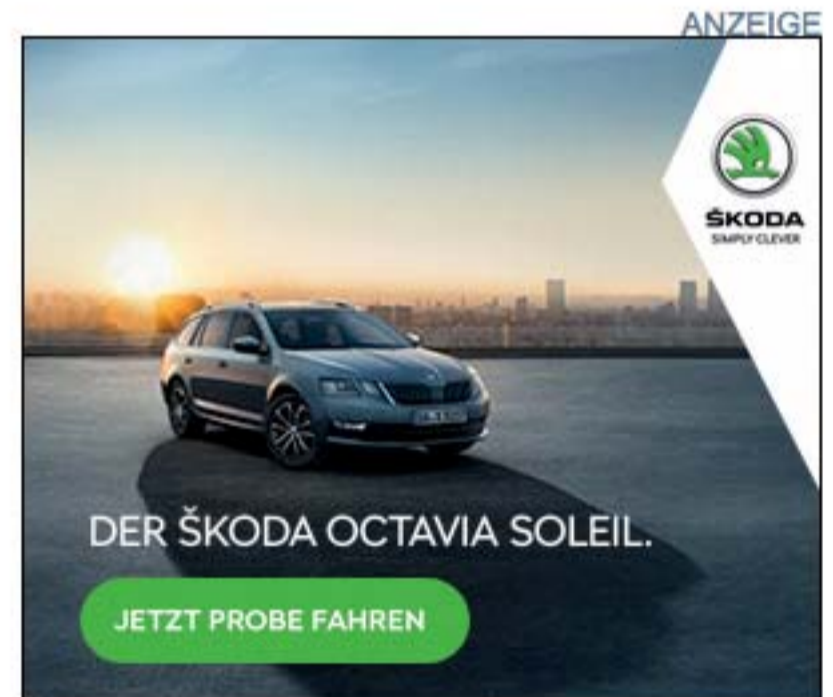 ANZEIGE
ŠKODA
SIMPLY CLEVER
DER ŠKODA OCTAVIA SOLEIL.
JETZT PROBE FAHREN